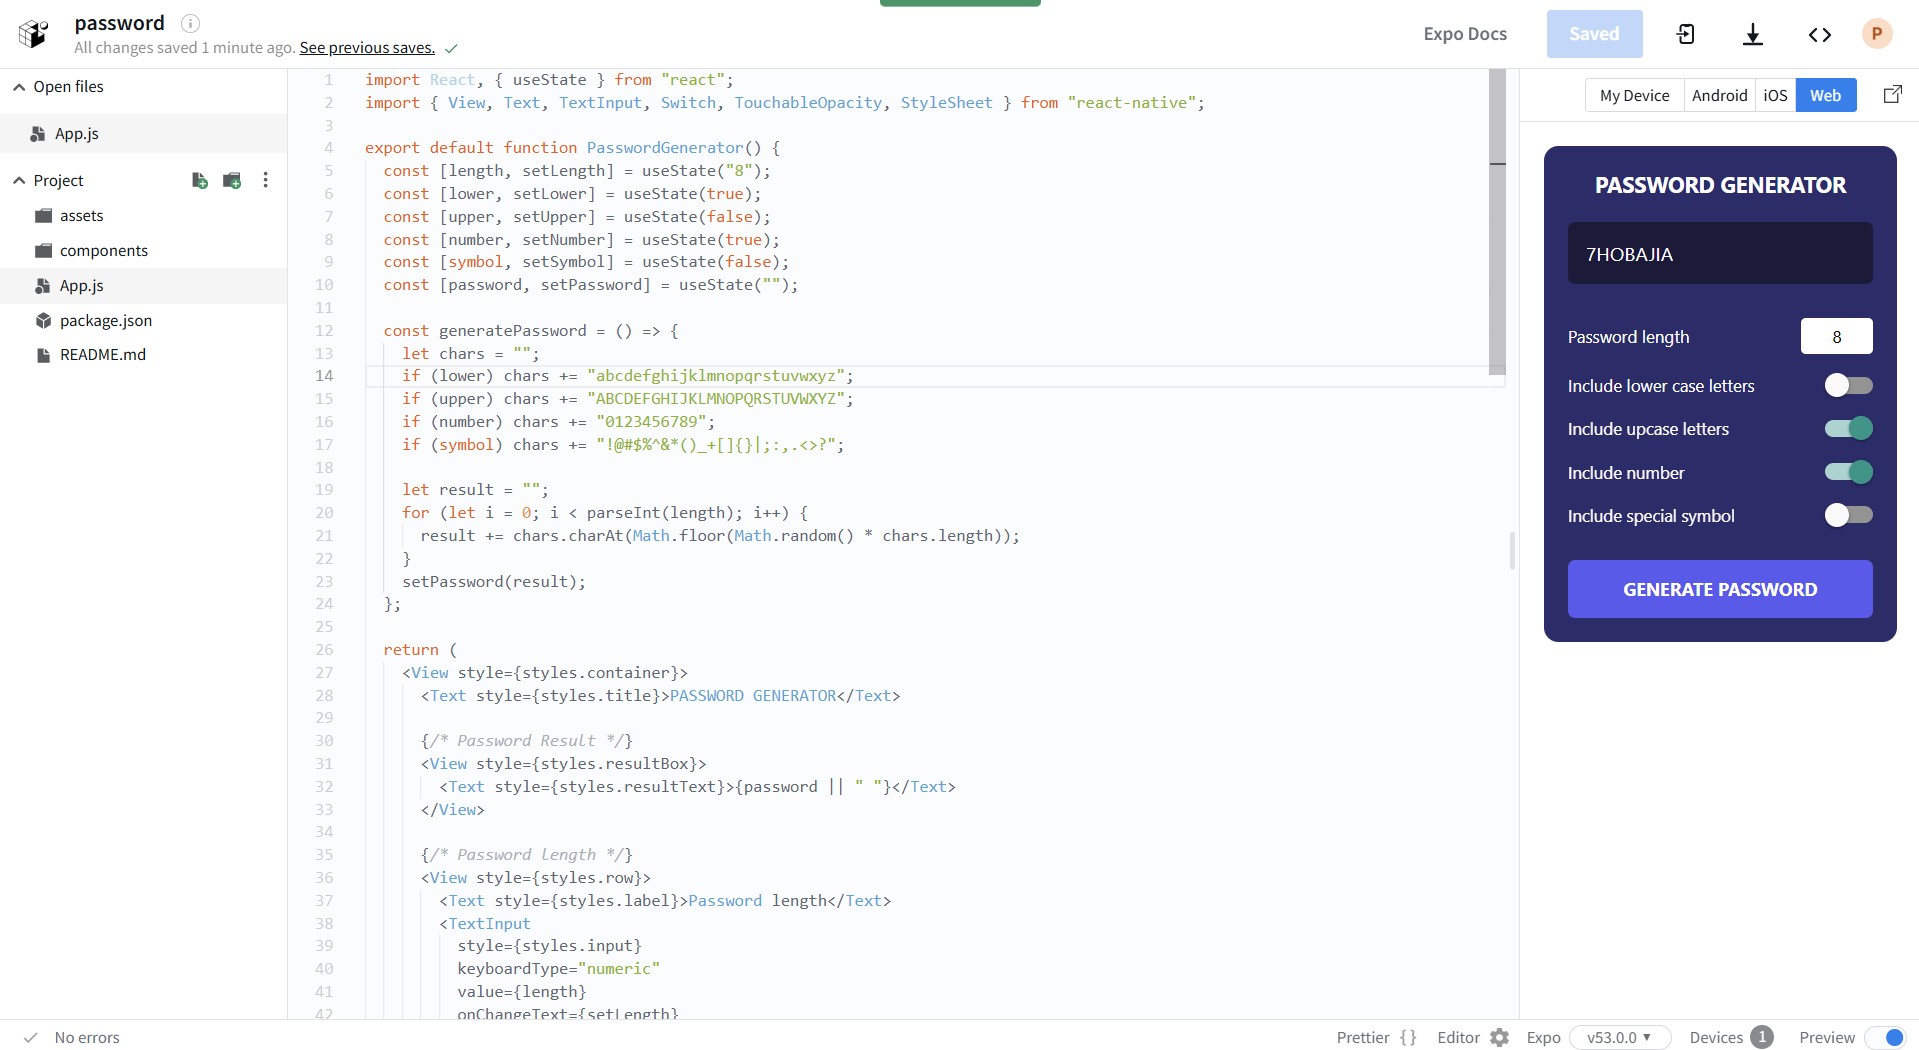 password
All changes saved 1 minute ago. See previous saves.
Expo Docs
Saved
P
Open files
App.js
Project
assets
components
App.js
package.json
README.md
1 import React, { useState } from "react";
2 import { View, Text, TextInput, Switch, TouchableOpacity, StyleSheet } from "react-native";
3
4 export default function PasswordGenerator() {
5 const [length, setLength] = useState("8");
6 const [lower, setLower] = useState(true);
7 const [upper, setUpper] = useState(false);
8 const [number, setNumber] = useState(true);
9 const [symbol, setSymbol] = useState(false);
10 const [password, setPassword] = useState("");
11
12 const generatePassword = () => {
13 let chars = "";
14 if (lower) chars += "abcdefghijklmnopqrstuvwxyz";
15 if (upper) chars += "ABCDEFGHIJKLMNOPQRSTUVWXYZ";
16 if (number) chars += "0123456789";
17 if (symbol) chars += "!@#$%^&*()_+[]{}|;:,.<>?";
18
19 let result = "";
20 for (let i = 0; i < parseInt(length); i++) {
21 result += chars.charAt(Math.floor(Math.random() * chars.length));
22 }
23 setPassword(result);
24 };
25
26 return (
27 <View style={styles.container}>
28 <Text style={styles.title}>PASSWORD GENERATOR</Text>
29
30 {/* Password Result */}
31 <View style={styles.resultBox}>
32 <Text style={styles.resultText}>{password || " "}</Text>
33 </View>
34
35 {/* Password length */}
36 <View style={styles.row}>
37 <Text style={styles.label}>Password length</Text>
38 <TextInput
39 style={styles.input}
40 keyboardType="numeric"
41 value={length}
42 onChangeText={setLength}
My Device
Android
iOS
Web
PASSWORD GENERATOR
7HOBAJIA
Password length 8
Include lower case letters
Include upcase letters
Include number
Include special symbol
GENERATE PASSWORD
No errors
Prettier {}
Editor
Expo v53.0.0
Devices 1
Preview